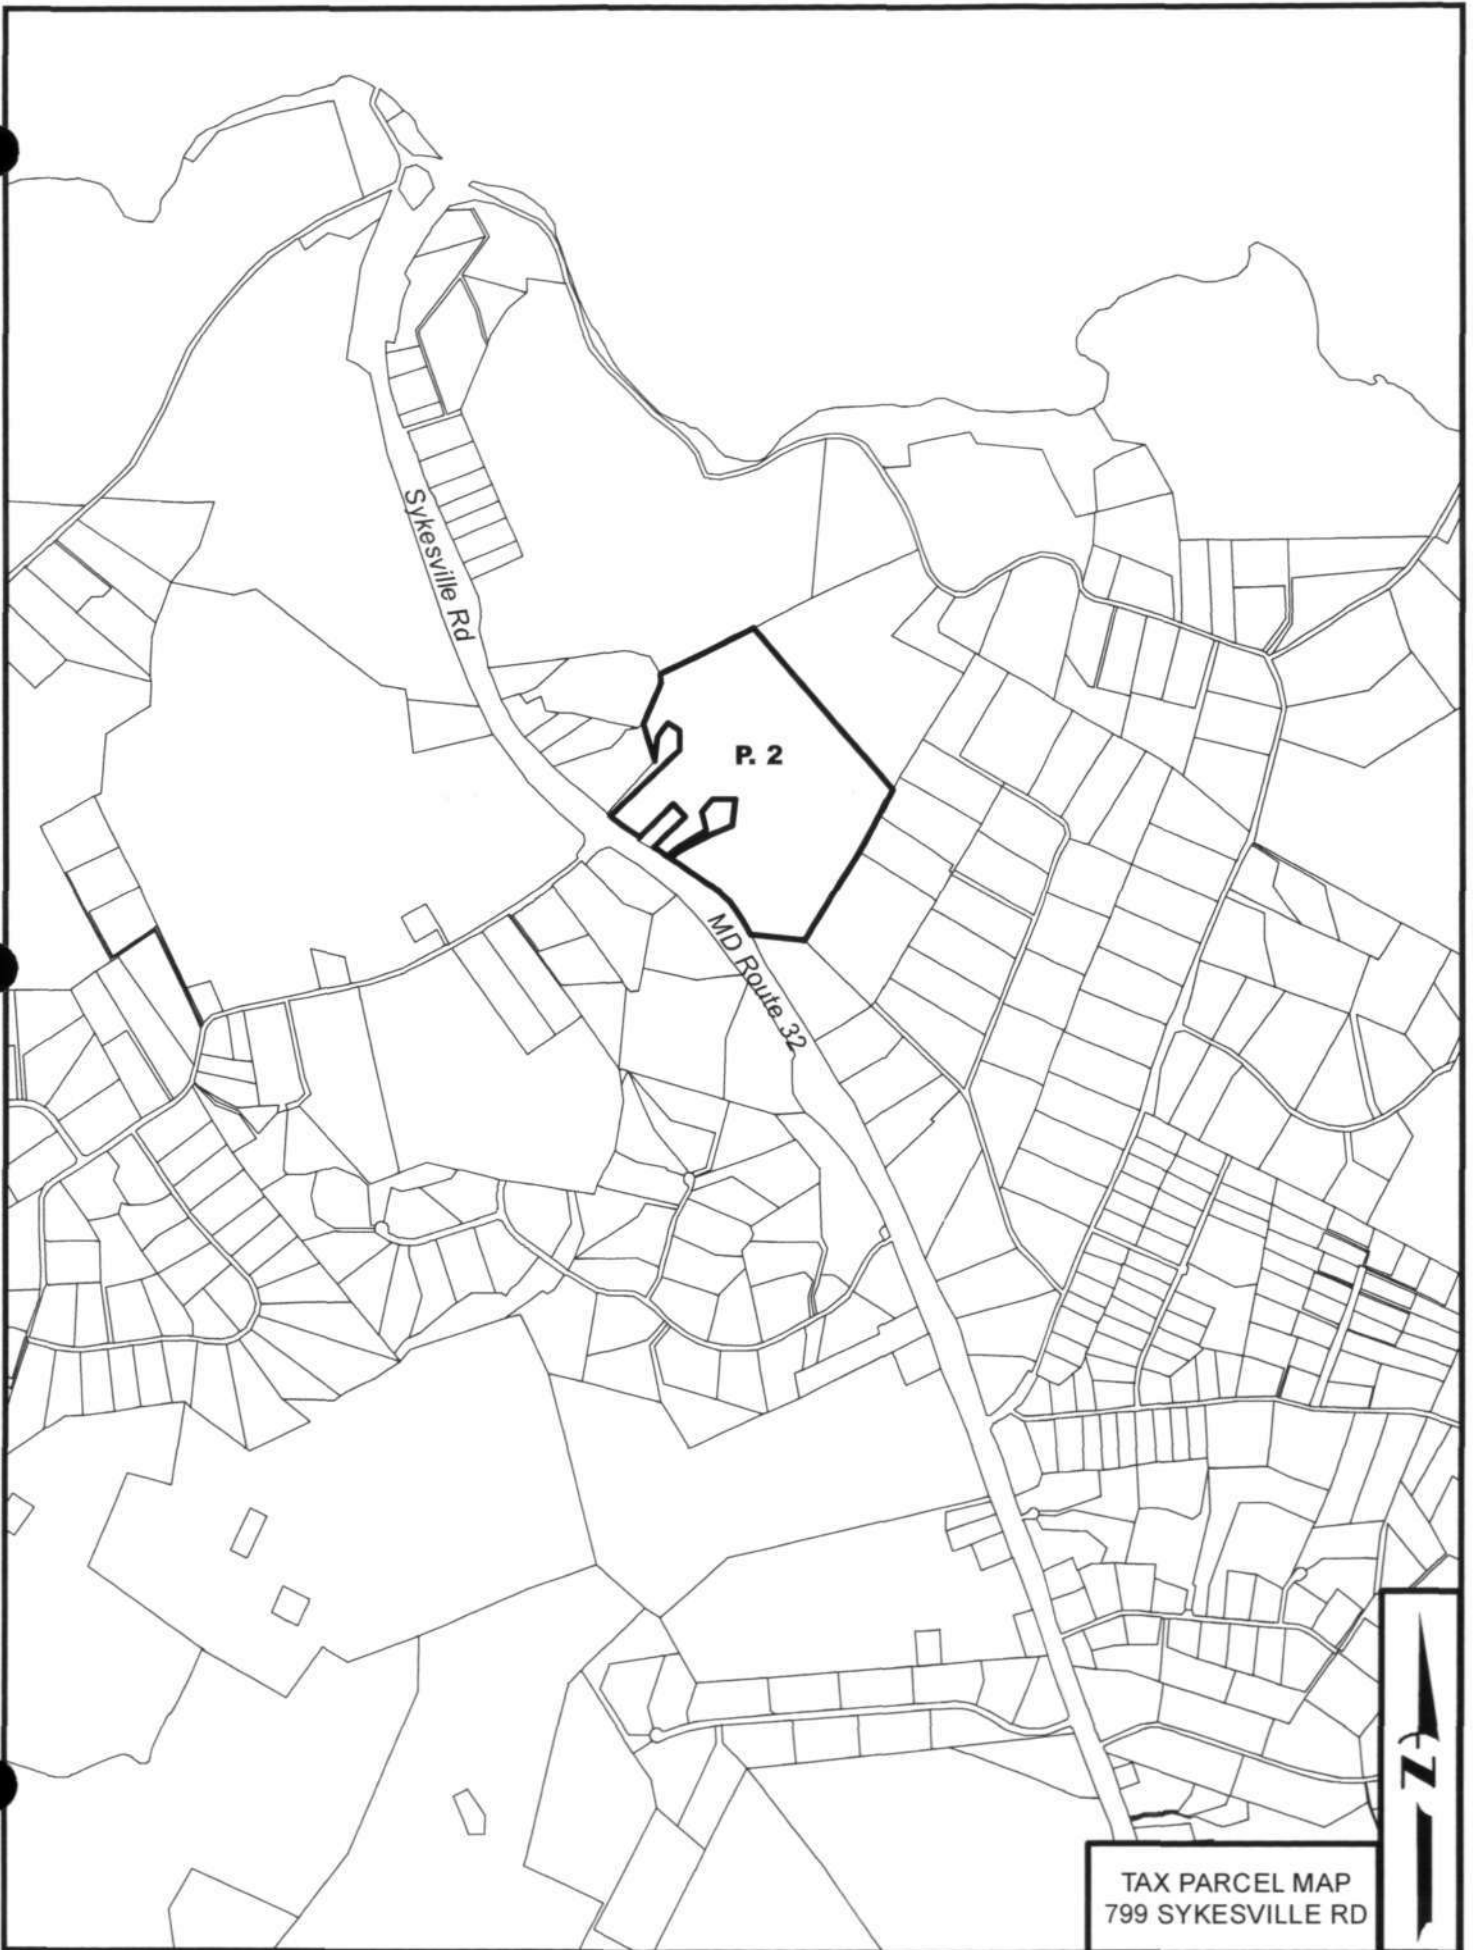 Sykesville Rd
P. 2
MD Route 32
N
TAX PARCEL MAP
799 SYKESVILLE RD